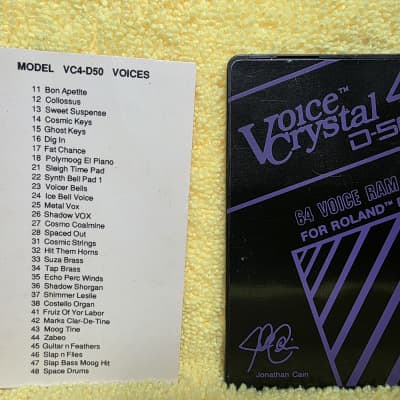 MODEL VC4-D50 VOICES
11 Bon Apetite
12 Collossus
13 Sweet Suspense
14 Cosmic Keys
15 Ghost Keys
16 Dig In
17 Fat Chance
18 Polymoog El Piano
21 Sleigh Time Pad
22 Synth Bell Pad 1
23 Voicer Bells
24 Ice Bell Voice
25 Metal Vox
26 Shadow VOX
27 Cosmo Coalmine
28 Spaced Out
31 Cosmic Strings
32 Hit Them Horns
33 Suza Brass
34 Tap Brass
35 Echo Perc Winds
36 Shadow Shorgan
37 Shimmer Leslie
38 Costello Organ
41 Fruiz Of Yor Labor
42 Marks Clar-De-Tine
43 Moog Tine
44 Zabeo
45 Guitar n Feathers
46 Slap n Flies
47 Slap Bass Moog Hit
48 Space Drums
Voice™
Crystal
64 VOICE RAM
FOR ROLAND™
Jonathan Cain